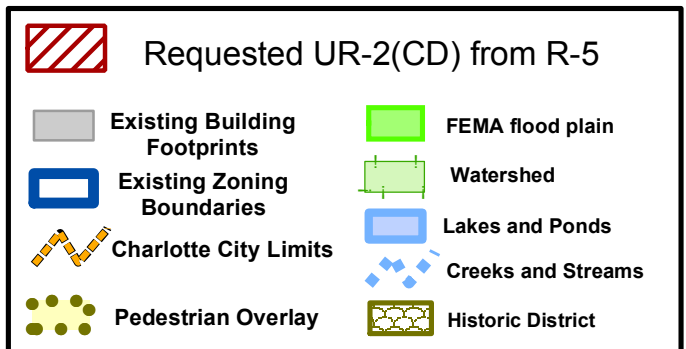 Requested UR-2(CD) from R-5
Existing Building
Footprints
Existing Zoning
Boundaries
Charlotte City Limits
Pedestrian Overlay
FEMA flood plain
Watershed
Lakes and Ponds
Creeks and Streams
Historic District